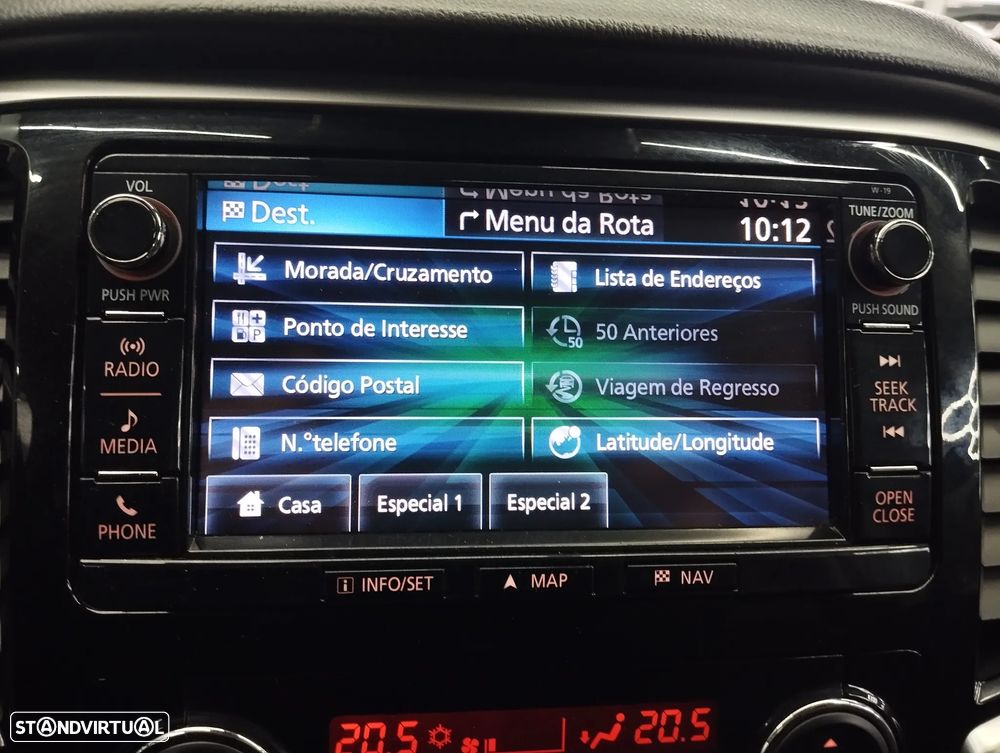 VOL
PUSH PWR
RADIO
MEDIA
PHONE
Dest.
Menu da Rota
10:12
Morada/Cruzamento
Lista de Endereços
Ponto de Interesse
50
50 Anteriores
P
Código Postal
Viagem de Regresso
N.°telefone
Latitude/Longitude
Casa
Especial 1
Especial 2
W-19
TUNE/ZOOM
PUSH SOUND
SEEK
TRACK
OPEN
CLOSE
INFO/SET
MAP
NAV
20.5
20.5
STANDVIRTUAL